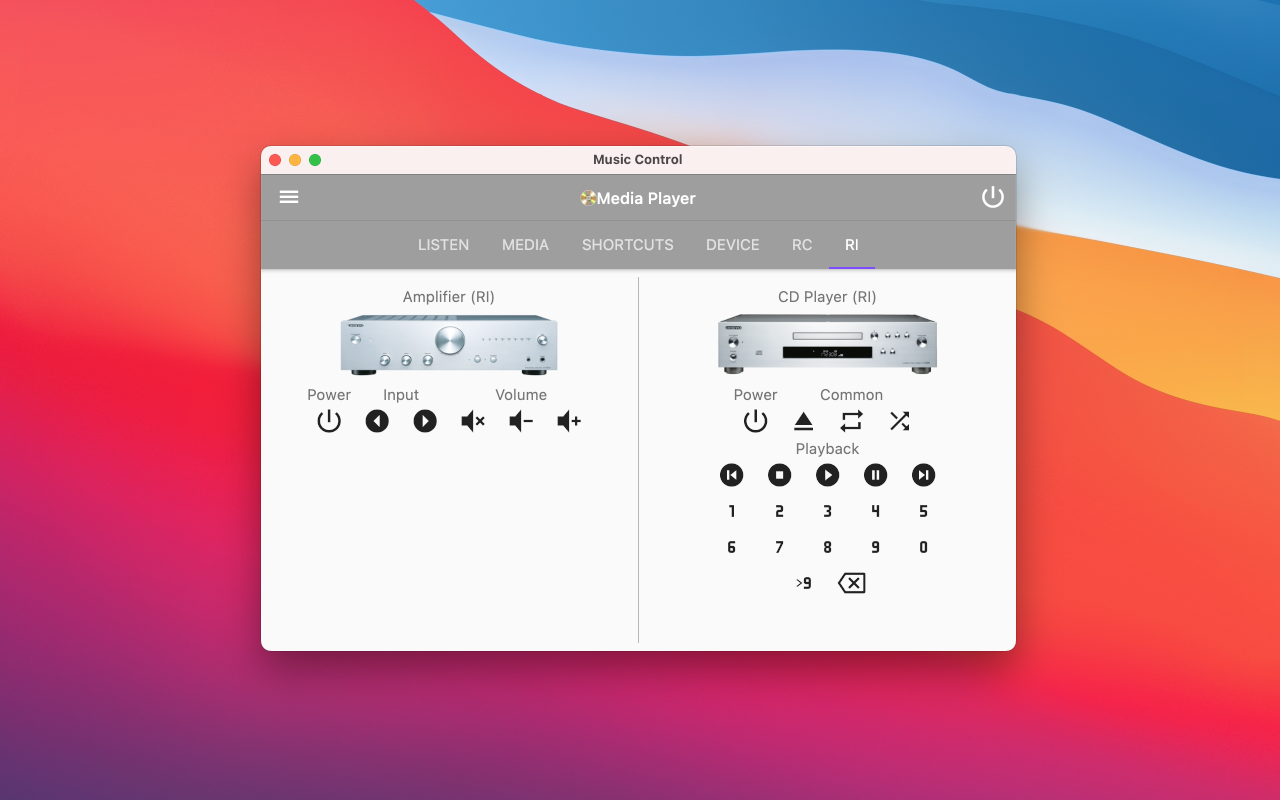 Music Control
Media Player
LISTEN MEDIA SHORTCUTS DEVICE RC RI
Amplifier (RI)
Power Input Volume
CD Player (RI)
Power Common
Playback
1 2 3 4 5
6 7 8 9 0
>9